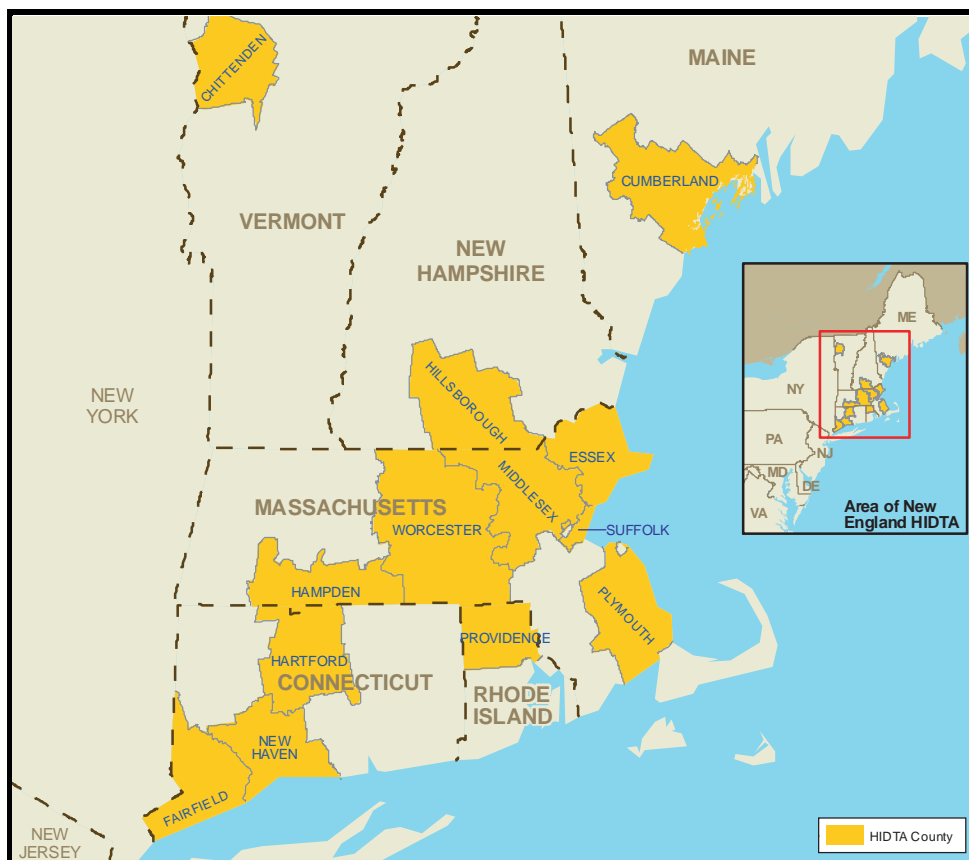 CHITTENDEN
MAINE
CUMBERLAND
VERMONT
NEW
HAMPSHIRE
NEW
YORK
HILLSBOROUGH
ESSEX
MIDDLESEX
MASSACHUSETTS
WORCESTER
SUFFOLK
HAMPDEN
PLYMOUTH
PROVIDENCE
HARTFORD
CONNECTICUT
RHODE
ISLAND
NEW
HAVEN
FAIRFIELD
NEW
JERSEY
ME
NY
PA
NJ
MD
DE
VA
Area of New
England HIDTA
HIDTA County